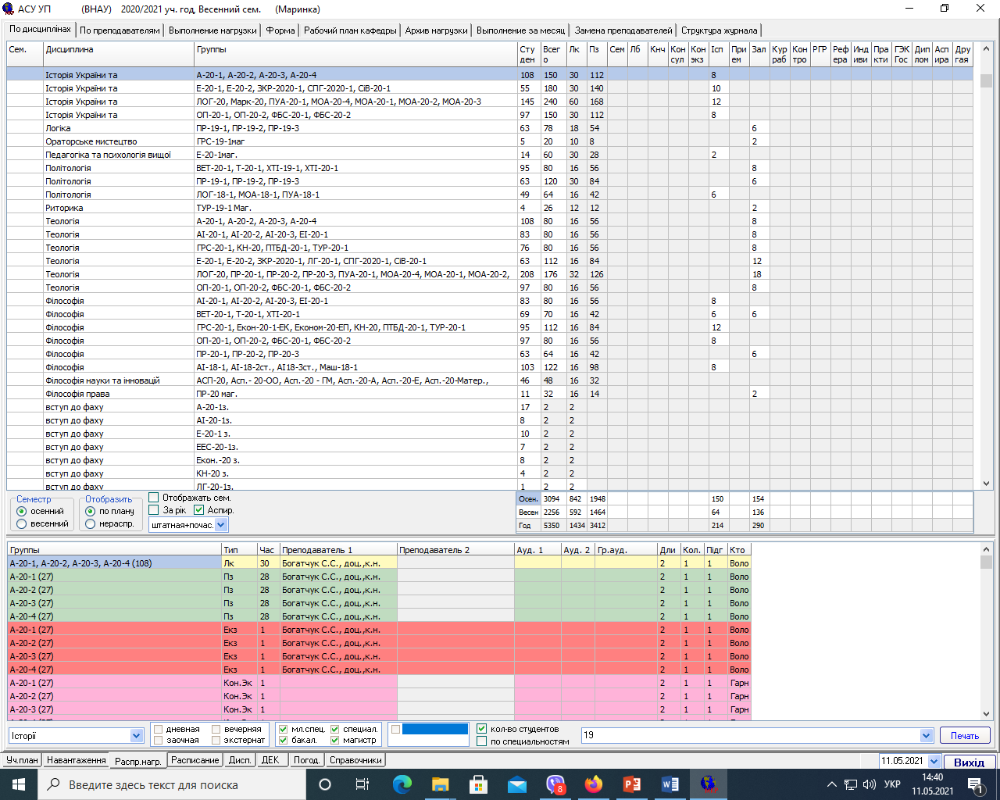 АСУ УП (ВНАУ) 2020/2021 уч. год, Весенний сем. (Маринка)
По дисциплінах По преподавателям Выполнение нагрузки Форма Рабочий план кафедры Архив нагрузки Выполнение за месяц Замена преподавателей Структура журнала
Сем. Дисциплина Группы Сту ден Всег о Лк Пз Сем Лб Кнч Кон сул Кон экз Ісп При ем Зал Кур раб Кон тро РГР Реф ера Инд иви Пра кти ГЭК Гос Дип лом Асп ира Дру гая
Історія України та А-20-1, А-20-2, А-20-3, А-20-4 108 150 30 112 8
Історія України та Е-20-1, Е-20-2, ЗКР-2020-1, СПГ-2020-1, СіВ-20-1 55 180 30 140 10
Історія України та ЛОГ-20, Марк-20, ПУА-20-1, МОА-20-4, МОА-20-1, МОА-20-2, МОА-20-3 145 240 60 168 12
Історія України та ОП-20-1, ОП-20-2, ФБС-20-1, ФБС-20-2 97 150 30 112 8
Логіка ПР-19-1, ПР-19-2, ПР-19-3 63 78 18 54 6
Ораторське мистецтво ГРС-19-1маг 5 20 10 8 2
Педагогіка та психологія вищої Е-20-1маг. 14 60 30 28 2
Політологія ВЕТ-20-1, Т-20-1, ХТІ-19-1, ХТІ-20-1 95 80 16 56 8
Політологія ПР-19-1, ПР-19-2, ПР-19-3 63 120 30 84 6
Політологія ЛОГ-18-1, МОА-18-1, ПУА-18-1 49 64 16 42 6
Риторика ТУР-19-1 Маг. 4 26 12 12 2
Теологія А-20-1, А-20-2, А-20-3, А-20-4 108 80 16 56 8
Теологія АІ-20-1, АІ-20-2, АІ-20-3, ЕІ-20-1 83 80 16 56 8
Теологія ГРС-20-1, КН-20, ПТБД-20-1, ТУР-20-1 76 80 16 56 8
Теологія Е-20-1, Е-20-2, ЗКР-2020-1, ЛГ-20-1, СПГ-2020-1, СіВ-20-1 63 112 16 84 12
Теологія ЛОГ-20, ПР-20-1, ПР-20-2, ПР-20-3, ПУА-20-1, МОА-20-4, МОА-20-1, МОА-20-2, 208 176 32 126 18
Теологія ОП-20-1, ОП-20-2, ФБС-20-1, ФБС-20-2 97 80 16 56 8
Філософія АІ-20-1, АІ-20-2, АІ-20-3, ЕІ-20-1 83 80 16 56 8
Філософія ВЕТ-20-1, Т-20-1, ХТІ-20-1 69 70 16 42 6 6
Філософія ГРС-20-1, Екон-20-1-ЕК, Економ-20-ЕП, КН-20, ПТБД-20-1, ТУР-20-1 95 112 16 84 12
Філософія ОП-20-1, ОП-20-2, ФБС-20-1, ФБС-20-2 97 80 16 56 8
Філософія ПР-20-1, ПР-20-2, ПР-20-3 63 64 16 42 6
Філософія АІ-18-1, АІ-18-2ст., АІ18-3ст., Маш-18-1 103 122 16 98 8
Філософія науки та інновацій АСП-20, Асп.- 20-ОО, Асп.-20 - ГМ, Асп.-20-А, Асп.-20-Е, Асп.-20-Матер., 46 48 16 32
Філософія права ПР-20 маг. 11 32 16 14 2
вступ до фаху А-20-1з. 17 2 2
вступ до фаху АІ-20-1з. 8 2 2
вступ до фаху Е-20-1 з. 10 2 2
вступ до фаху ЕЕС-20-1з. 7 2 2
вступ до фаху Екон.-20 з. 8 2 2
вступ до фаху КН-20 з. 4 2 2
вступ до фаху ЛГ-20-1з. 1 2 2
Семестр Отобразить Отображать сем. Осен. 3094 842 1948 150 154
осенний по плану За рік Аспир. Весен 2256 592 1464 64 136
весенний нераспр. штатная+почас. Год 5350 1434 3412 214 290
Группы Тип Час Преподаватель 1 Преподаватель 2 Ауд. 1 Ауд. 2 Гр.ауд. Дли Кол. Підг Кто
А-20-1, А-20-2, А-20-3, А-20-4 (108) Лк 30 Богатчук С.С., доц.,к.н. 2 1 1 Воло
А-20-1 (27) Пз 28 Богатчук С.С., доц.,к.н. 2 1 1 Воло
А-20-2 (27) Пз 28 Богатчук С.С., доц.,к.н. 2 1 1 Воло
А-20-3 (27) Пз 28 Богатчук С.С., доц.,к.н. 2 1 1 Воло
А-20-4 (27) Пз 28 Богатчук С.С., доц.,к.н. 2 1 1 Воло
А-20-1 (27) Екз 1 Богатчук С.С., доц.,к.н. 2 1 1 Воло
А-20-2 (27) Екз 1 Богатчук С.С., доц.,к.н. 2 1 1 Воло
А-20-3 (27) Екз 1 Богатчук С.С., доц.,к.н. 2 1 1 Воло
А-20-4 (27) Екз 1 Богатчук С.С., доц.,к.н. 2 1 1 Воло
А-20-1 (27) Кон.Эк 1 2 1 1 Гарн
А-20-2 (27) Кон.Эк 1 2 1 1 Гарн
А-20-3 (27) Кон.Эк 1 2 1 1 Гарн
Історії дневная вечерняя мл.спец. специал. кол-во студентов 19 Печать
заочная экстернат бакал. магистр по специальностям
Уч.план Навантаження Распр.нагр. Расписание Дисп. ДЕК Погод. Справочники 11.05.2021 Вихід
Введите здесь текст для поиска 8 УКР 14:40
11.05.2021 1